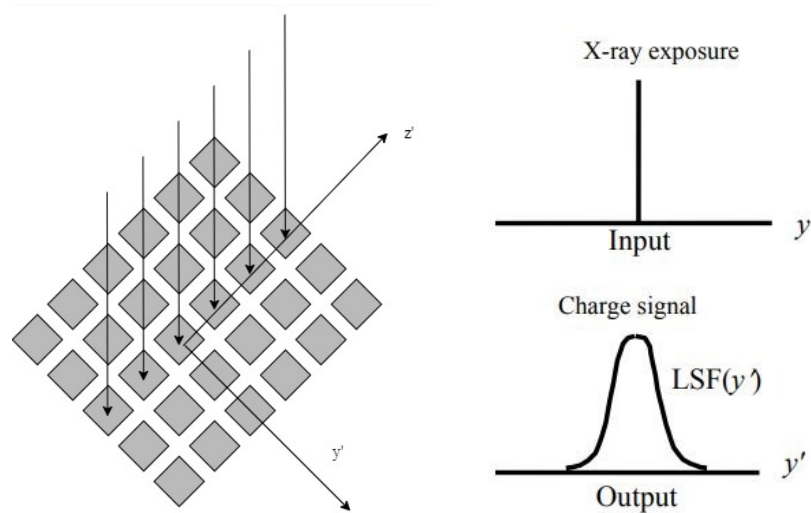 z'
y'
X-ray exposure
y
Input
Charge signal
LSF(y′)
y′
Output